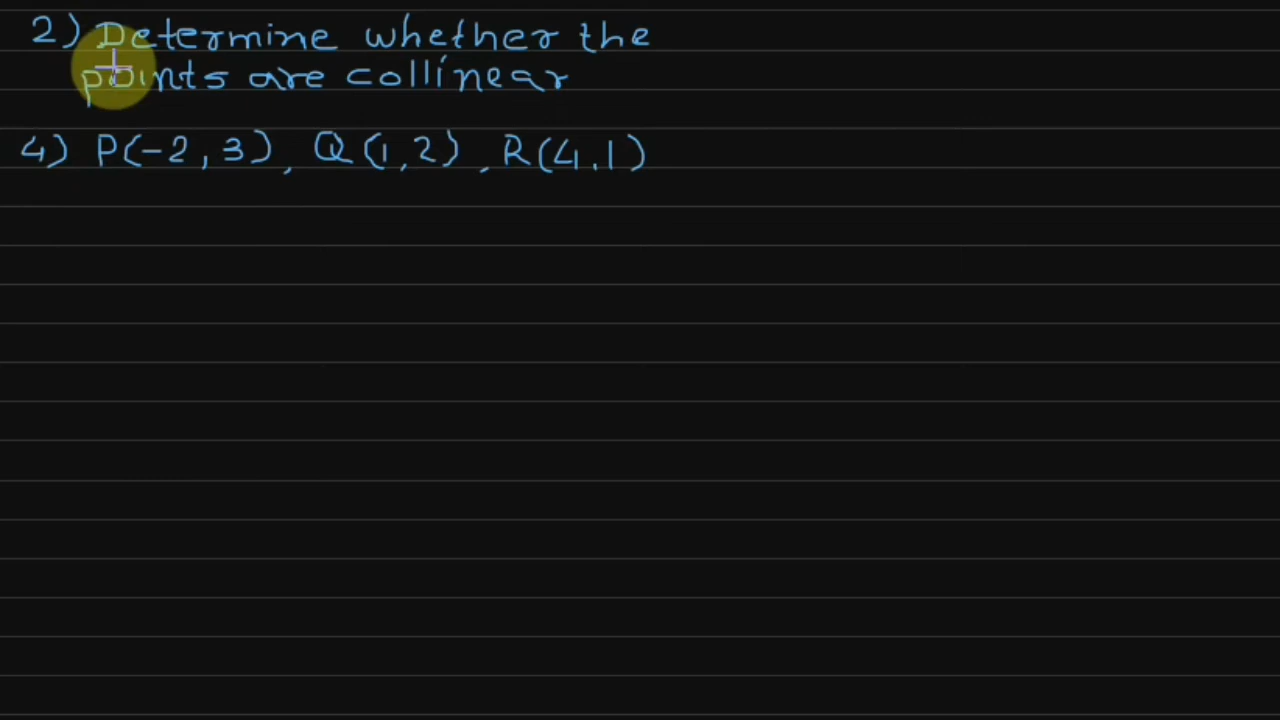 2) Determine whether the
points are collinear
4) P(-2, 3), Q(1,2), R(4.1)